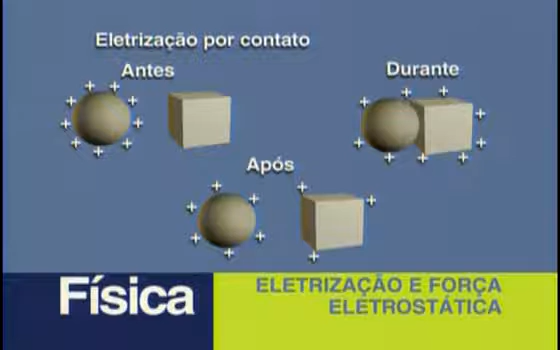 Eletrização por contato
Antes
Durante
Após
Física
ELETRIZAÇÃO E FORÇA
ELETROSTÁTICA